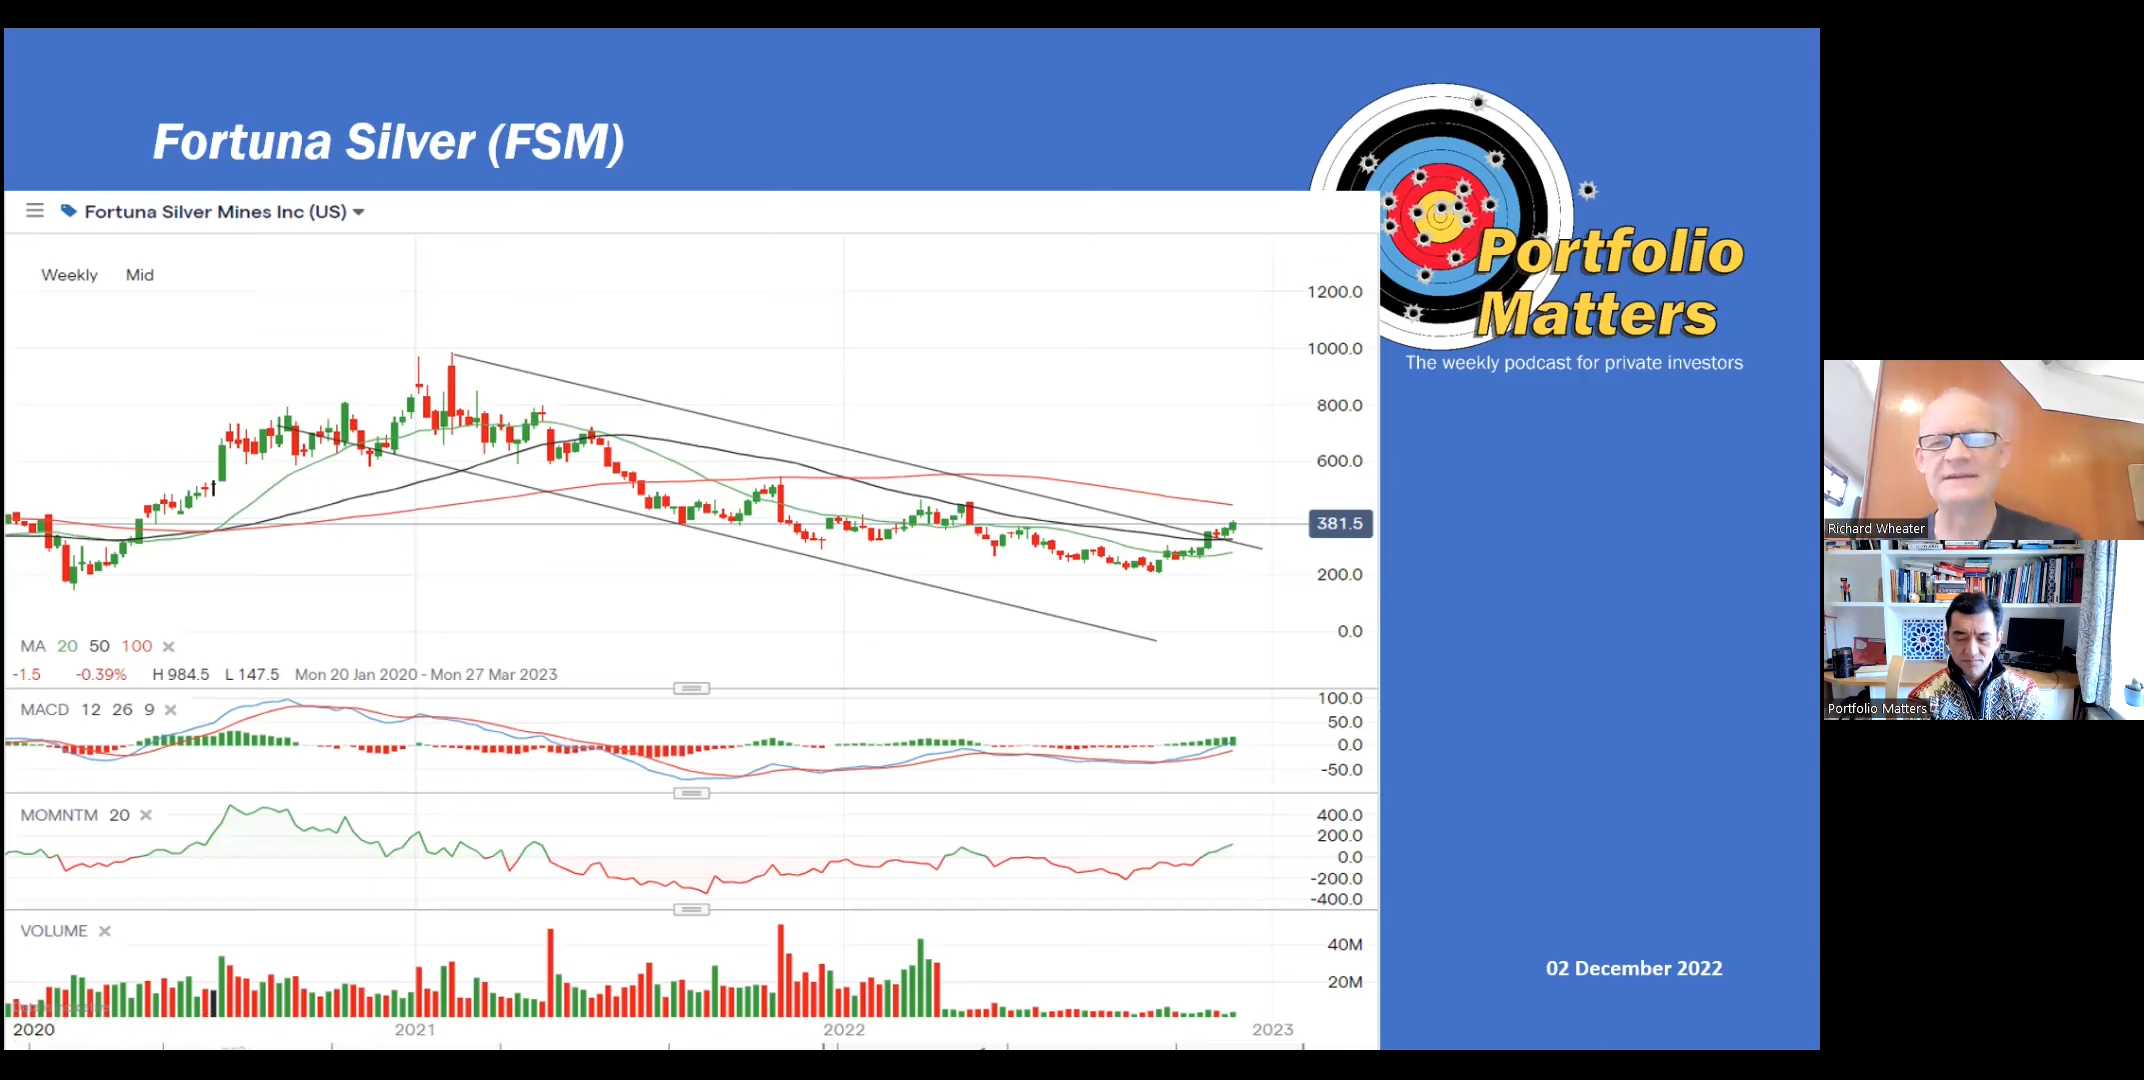 Fortuna Silver (FSM)
Fortuna Silver Mines Inc (US)
Weekly Mid
1200.0
1000.0
800.0
600.0
381.5
200.0
0.0
MA 20 50 100
-1.5 -0.39% H 984.5 L 147.5 Mon 20 Jan 2020 - Mon 27 Mar 2023
MACD 12 26 9
100.0
50.0
0.0
-50.0
MOMNTM 20
400.0
200.0
0.0
-200.0
-400.0
VOLUME
40M
20M
2020 2021 2022 2023
Portfolio
Matters
The weekly podcast for private investors
02 December 2022
Richard Wheater
Portfolio Matters